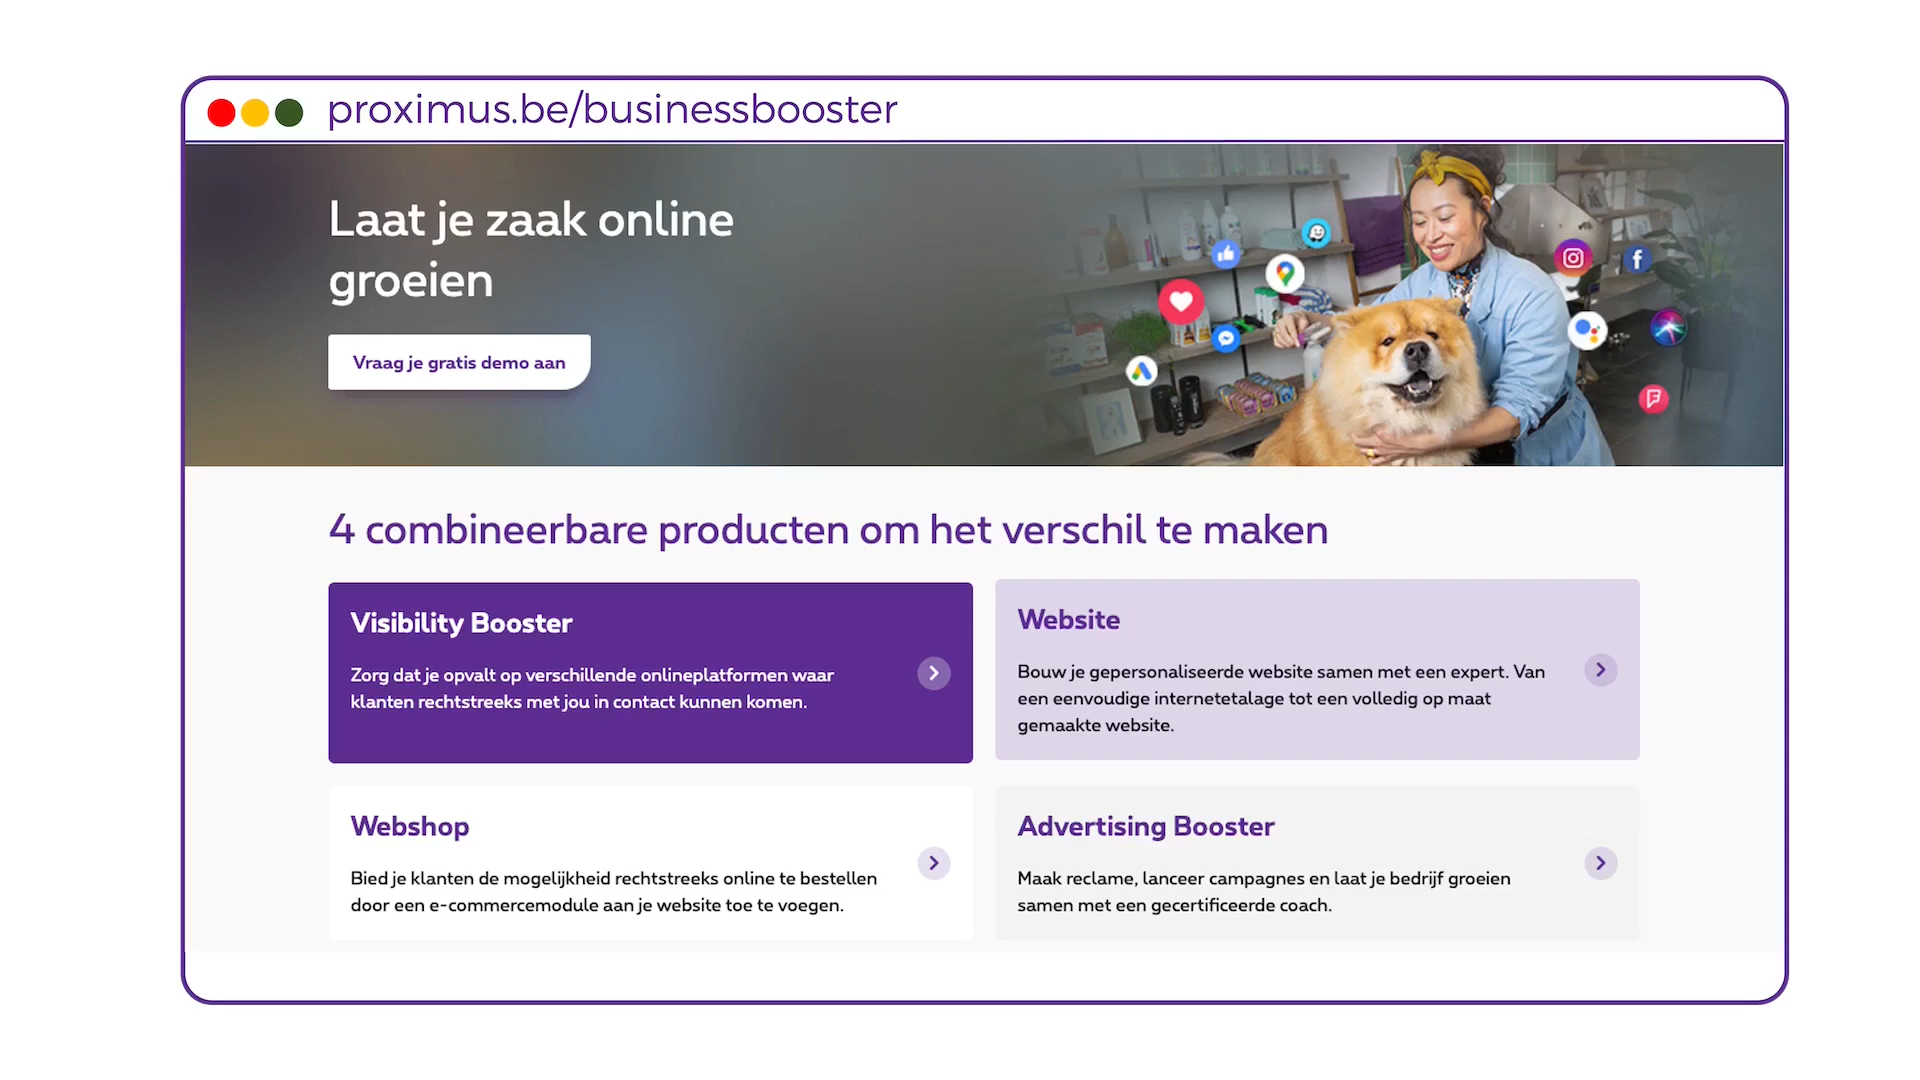 proximus.be/businessbooster
Laat je zaak online
groeien
Vraag je gratis demo aan
4 combineerbare producten om het verschil te maken
Visibility Booster
Zorg dat je opvalt op verschillende onlineplatformen waar
klanten rechtstreeks met jou in contact kunnen komen.
Website
Bouw je gepersonaliseerde website samen met een expert. Van
een eenvoudige internetetalage tot een volledig op maat
gemaakte website.
Webshop
Bied je klanten de mogelijkheid rechtstreeks online te bestellen
door een e-commercemodule aan je website toe te voegen.
Advertising Booster
Maak reclame, lanceer campagnes en laat je bedrijf groeien
samen met een gecertificeerde coach.